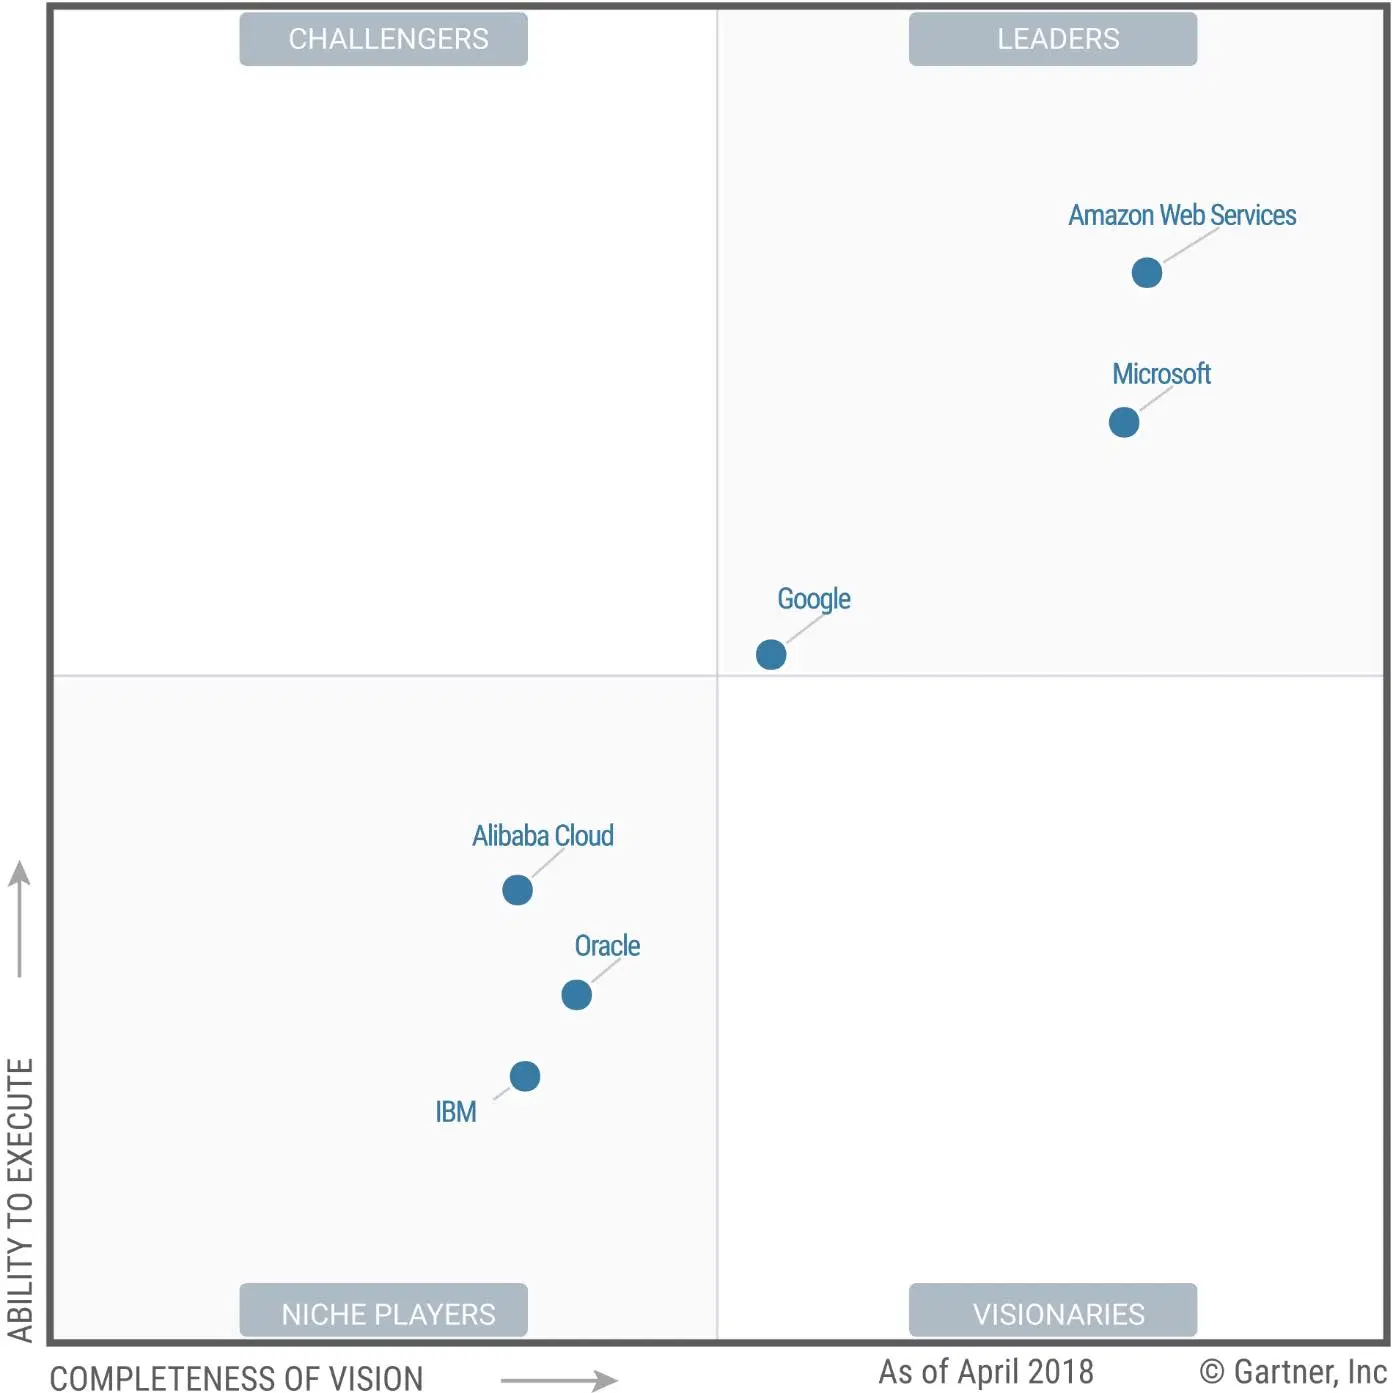 CHALLENGERS
LEADERS
Amazon Web Services
Microsoft
Google
Alibaba Cloud
Oracle
IBM
NICHE PLAYERS
VISIONARIES
ABILITY TO EXECUTE
COMPLETENESS OF VISION
As of April 2018
© Gartner, Inc